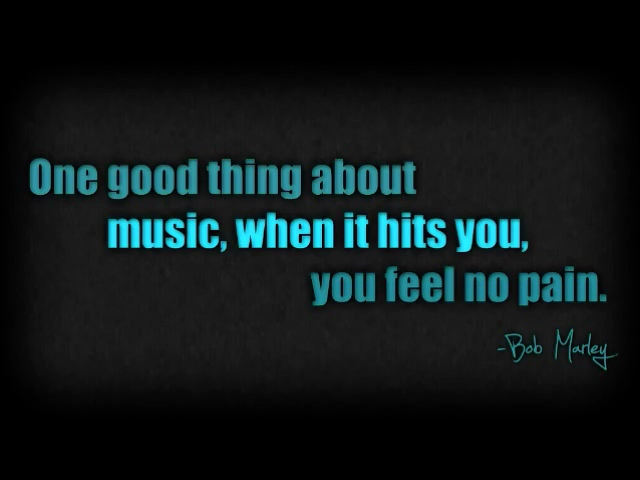 One good thing about
music, when it hits you,
you feel no pain.
-Bob Marley